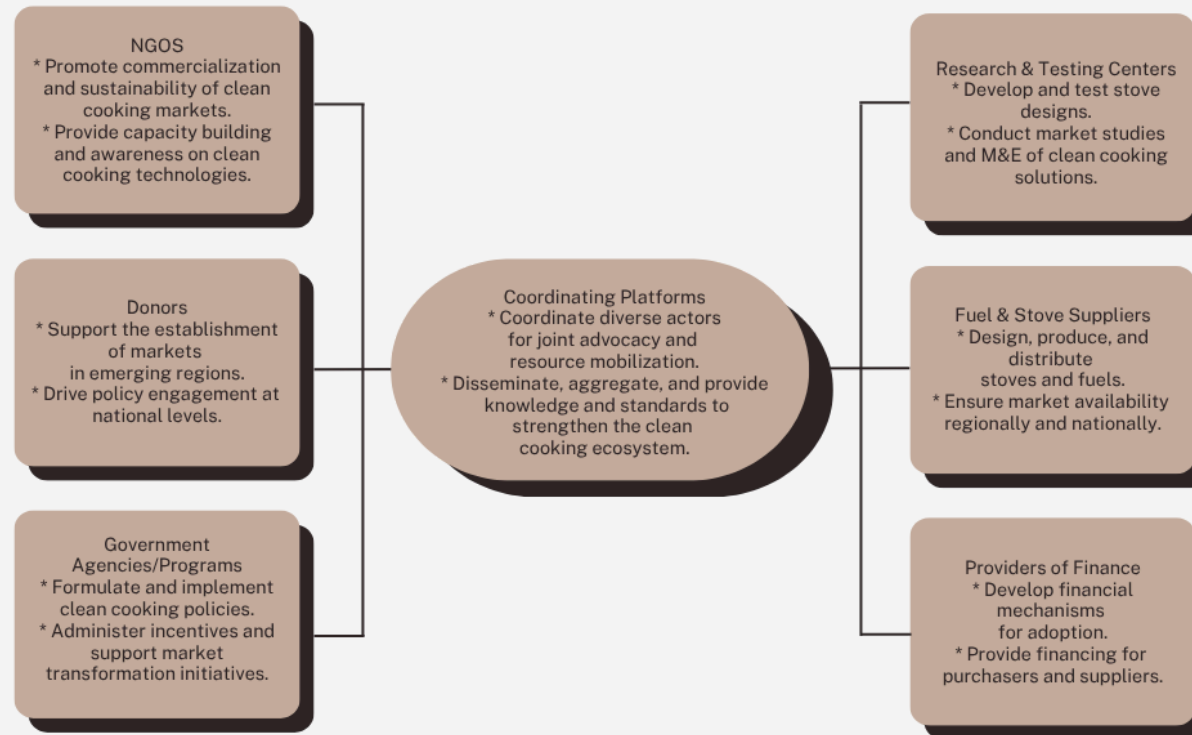 NGOS
* Promote commercialization
and sustainability of clean
cooking markets.
* Provide capacity building
and awareness on clean
cooking technologies.
Donors
* Support the establishment
of markets
in emerging regions.
* Drive policy engagement at
national levels.
Government
Agencies/Programs
* Formulate and implement
clean cooking policies.
* Administer incentives and
support market
transformation initiatives.
Coordinating Platforms
* Coordinate diverse actors
for joint advocacy and
resource mobilization.
* Disseminate, aggregate, and provide
knowledge and standards to
strengthen the clean
cooking ecosystem.
Research & Testing Centers
* Develop and test stove
designs.
* Conduct market studies
and M&E of clean cooking
solutions.
Fuel & Stove Suppliers
* Design, produce, and
distribute
stoves and fuels.
* Ensure market availability
regionally and nationally.
Providers of Finance
* Develop financial
mechanisms
for adoption.
* Provide financing for
purchasers and suppliers.